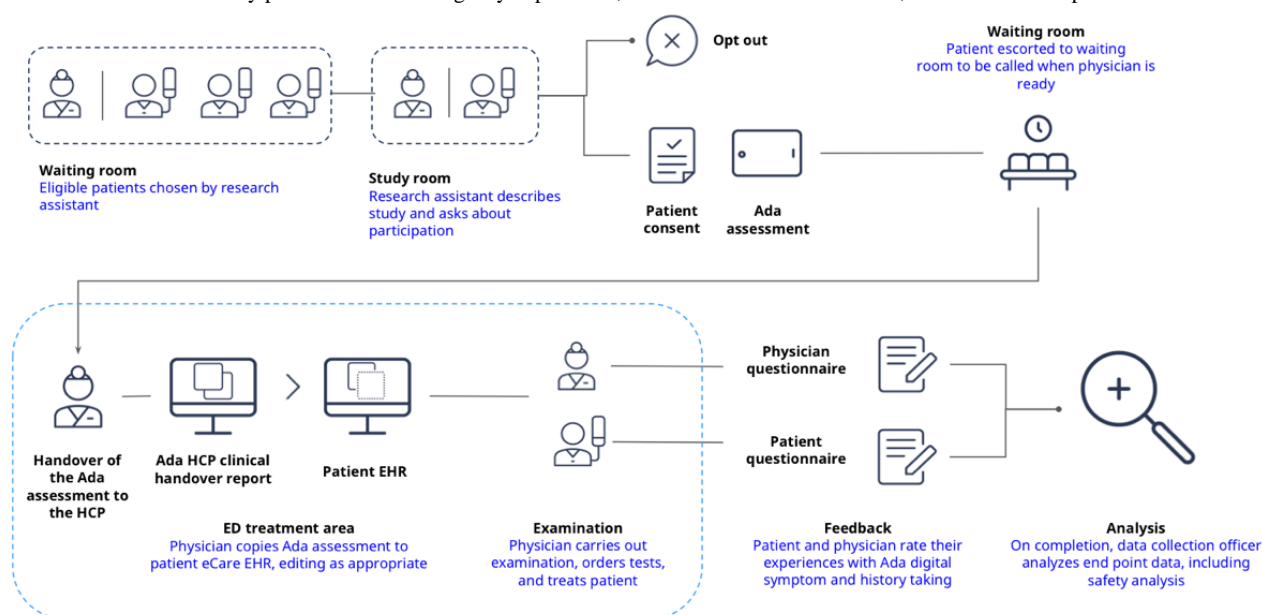 Waiting room
Eligible patients chosen by research
assistant
Study room
Research assistant describes
study and asks about
participation
Opt out
Patient
consent
Ada
assessment
Waiting room
Patient escorted to waiting
room to be called when physician is
ready
Handover of
the Ada
assessment to
the HCP
Ada HCP clinical
handover report
Patient EHR
ED treatment area
Physician copies Ada assessment to
patient eCare EHR, editing as appropriate
Examination
Physician carries out
examination, orders tests,
and treats patient
Physician
questionnaire
Patient
questionnaire
Feedback
Patient and physician rate their
experiences with Ada digital
symptom and history taking
Analysis
On completion, data collection officer
analyzes end point data, including
safety analysis